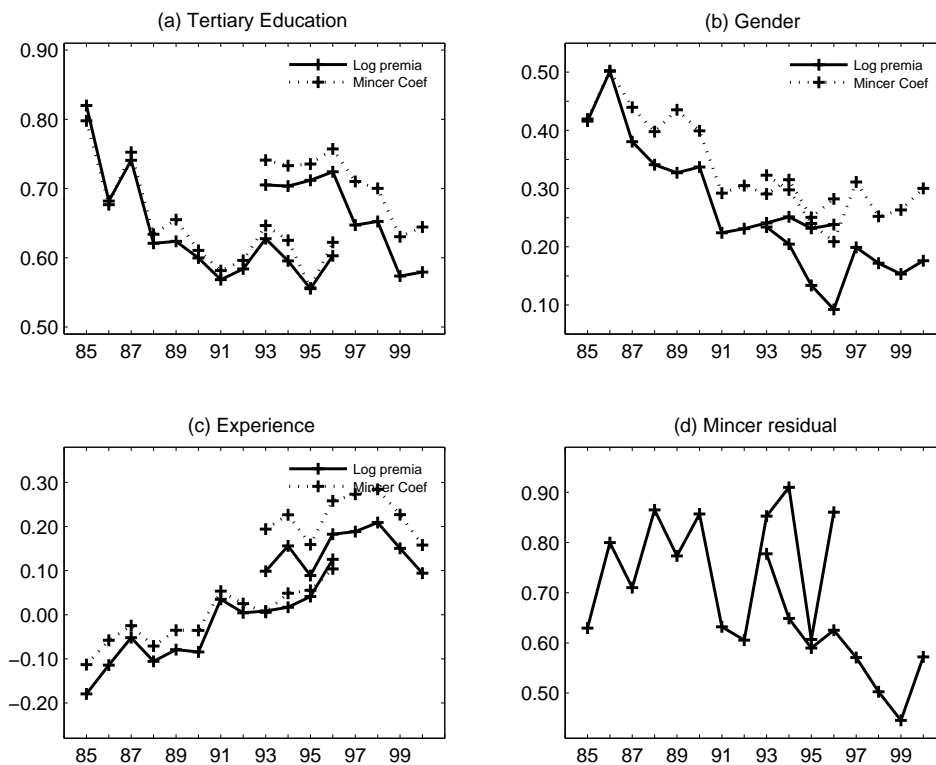 (a) Tertiary Education
0.90
0.80
0.70
0.60
0.50
Log premia
Mincer Coef
85 87 89 91 93 95 97 99
(b) Gender
0.50
0.40
0.30
0.20
0.10
Log premia
Mincer Coef
85 87 89 91 93 95 97 99
(c) Experience
0.30
0.20
0.10
0.00
−0.10
−0.20
Log premia
Mincer Coef
85 87 89 91 93 95 97 99
(d) Mincer residual
0.90
0.80
0.70
0.60
0.50
85 87 89 91 93 95 97 99